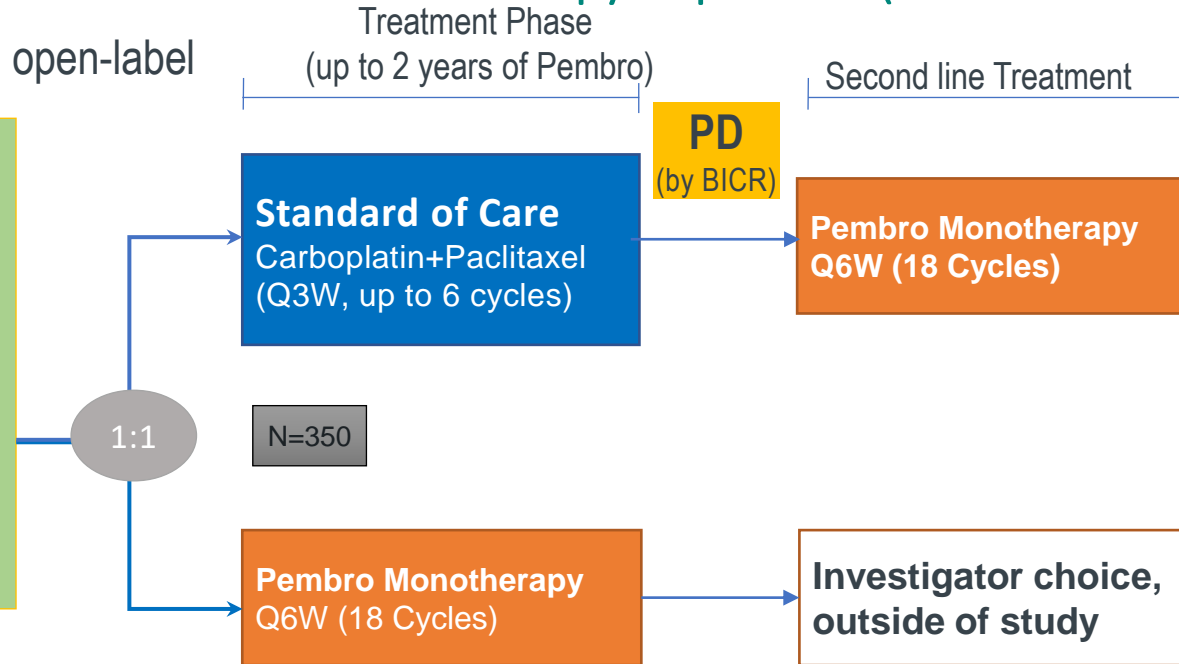 Treatment Phase
(up to 2 years of Pembro)
open-label
Second line Treatment
PD
(by BICR)
Standard of Care
Carboplatin+Paclitaxel
(Q3W, up to 6 cycles)
Pembro Monotherapy
Q6W (18 Cycles)
1:1
N=350
Pembro Monotherapy
Q6W (18 Cycles)
Investigator choice,
outside of study